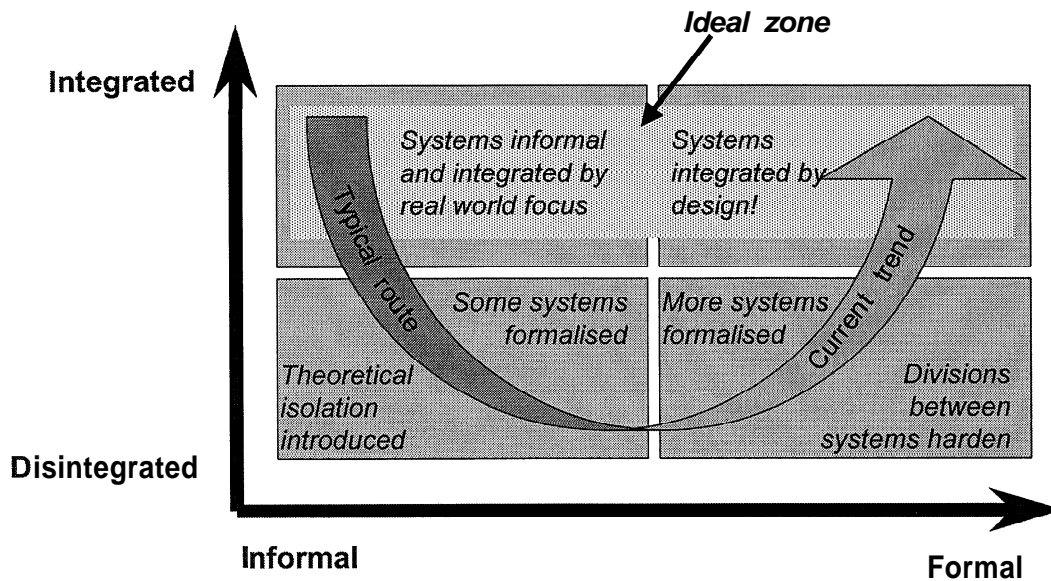 Ideal zone
Integrated
Systems informal
and integrated by
real world focus
Systems
integrated by
design!
Typical route
Current trend
Some systems
formalised
More systems
formalised
Theoretical
isolation
introduced
Divisions
between
systems harden
Disintegrated
Informal
Formal